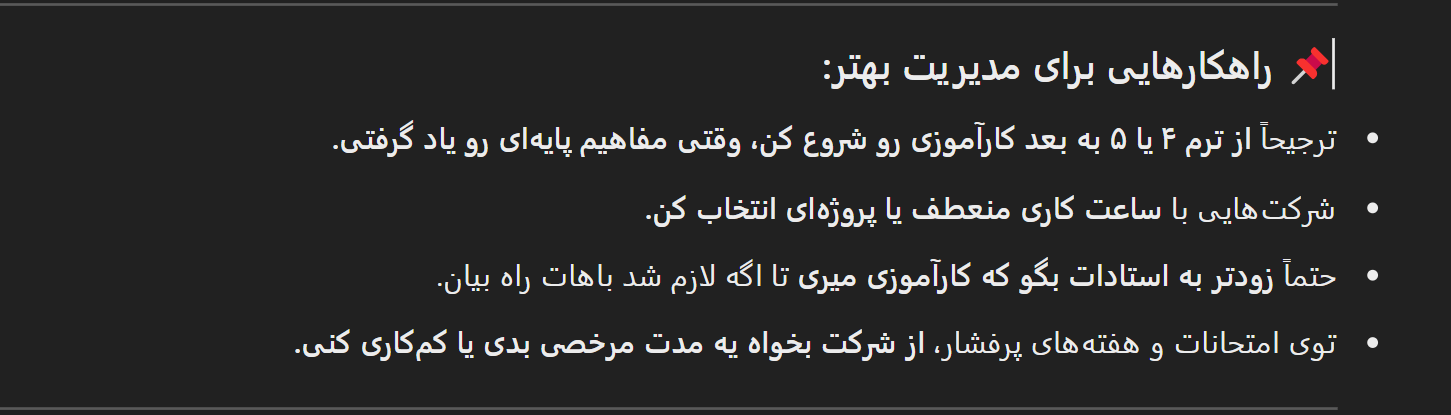 📌 راهکارهایی برای مدیریت بهتر:
• ترجیحاً از ترم ۴ یا ۵ به بعد کارآموزی رو شروع کن، وقتی مفاهیم پایه‌ای رو یاد گرفتی.
• شرکت‌هایی با ساعت کاری منعطف یا پروژه‌ای انتخاب کن.
• حتماً زودتر به استادات بگو که کارآموزی میری تا اگه لازم شد باهات راه بیان.
• توی امتحانات و هفته‌های پرفشار، از شرکت بخواه یه مدت مرخصی بدی یا کم‌کاری کنی.